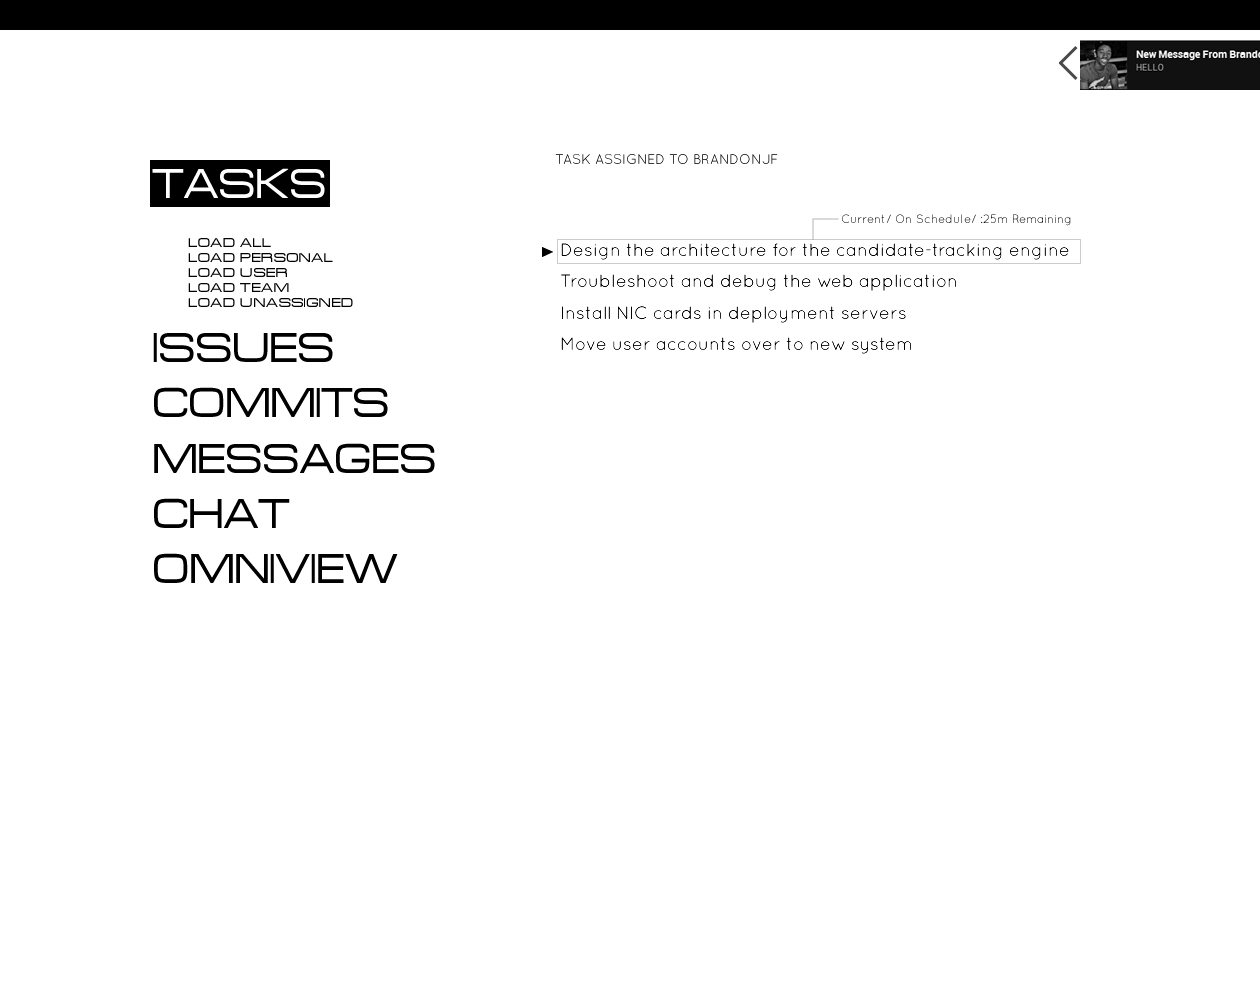 New Message From Brando
HELLO
TASK ASSIGNED TO BRANDONJF
TASKS
LOAD ALL
LOAD PERSONAL
LOAD USER
LOAD TEAM
LOAD UNASSIGNED
ISSUES
COMMITS
MESSAGES
CHAT
OMNIVIEW
Current/ On Schedule/ :25m Remaining
Design the architecture for the candidate-tracking engine
Troubleshoot and debug the web application
Install NIC cards in deployment servers
Move user accounts over to new system